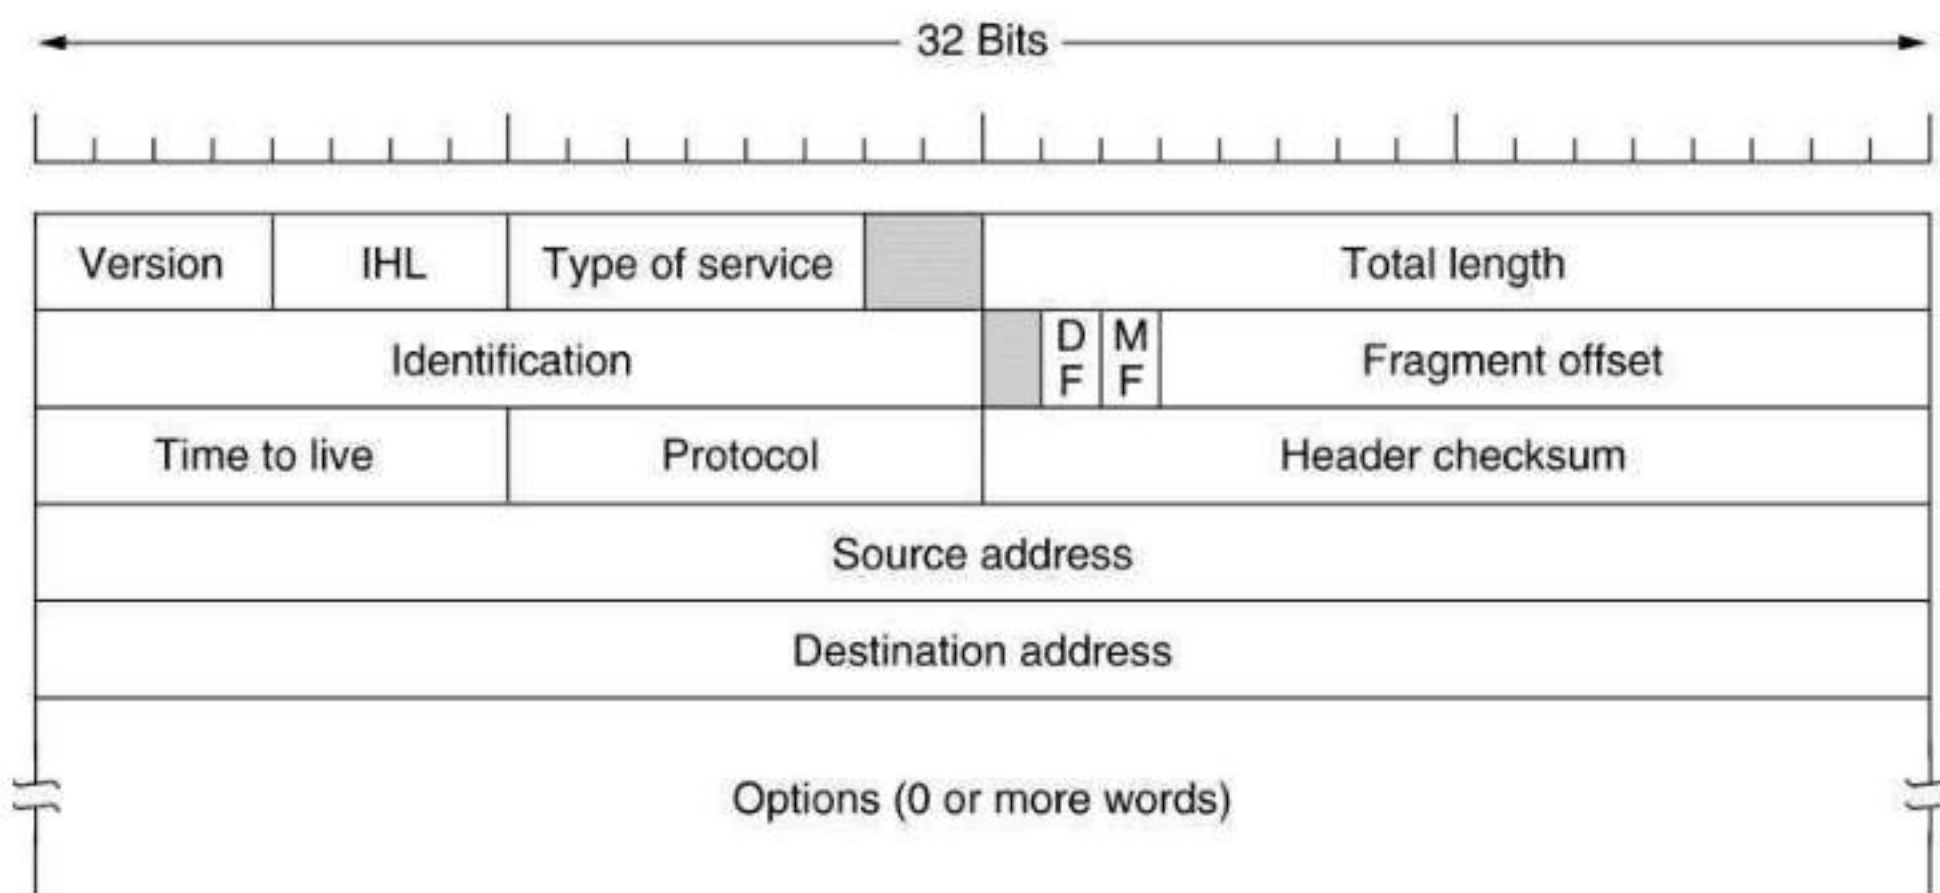 32 Bits
Version IHL Type of service Total length
Identification D F M F Fragment offset
Time to live Protocol Header checksum
Source address
Destination address
Options (0 or more words)